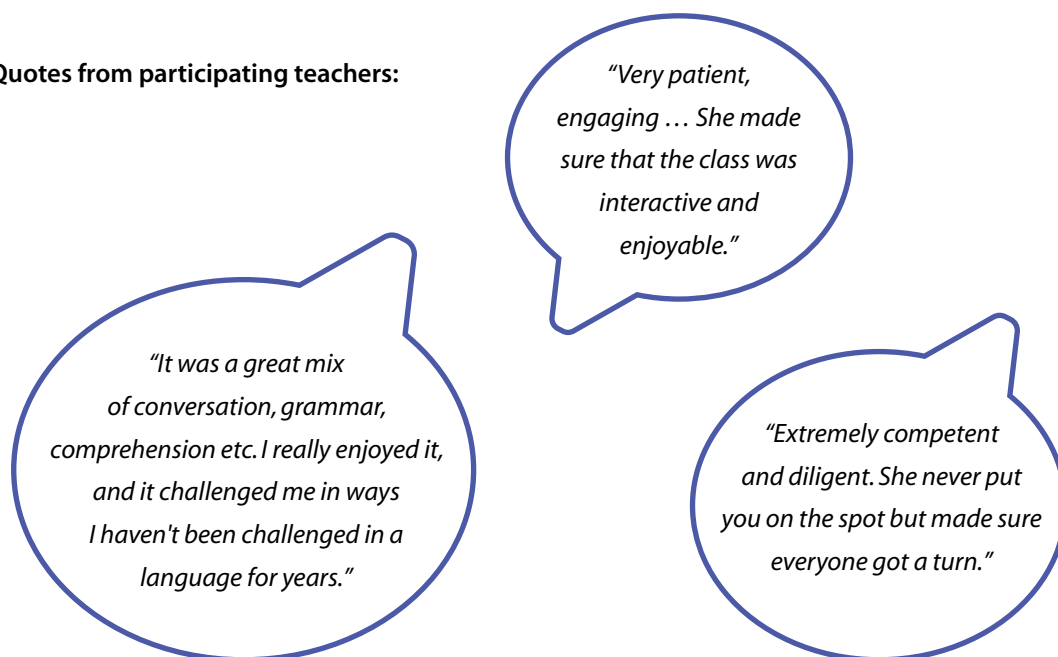 Quotes from participating teachers:
“Very patient,
engaging … She made
sure that the class was
interactive and
enjoyable.”
“It was a great mix
of conversation, grammar,
comprehension etc. I really enjoyed it,
and it challenged me in ways
I haven't been challenged in a
language for years.”
“Extremely competent
and diligent. She never put
you on the spot but made sure
everyone got a turn.”